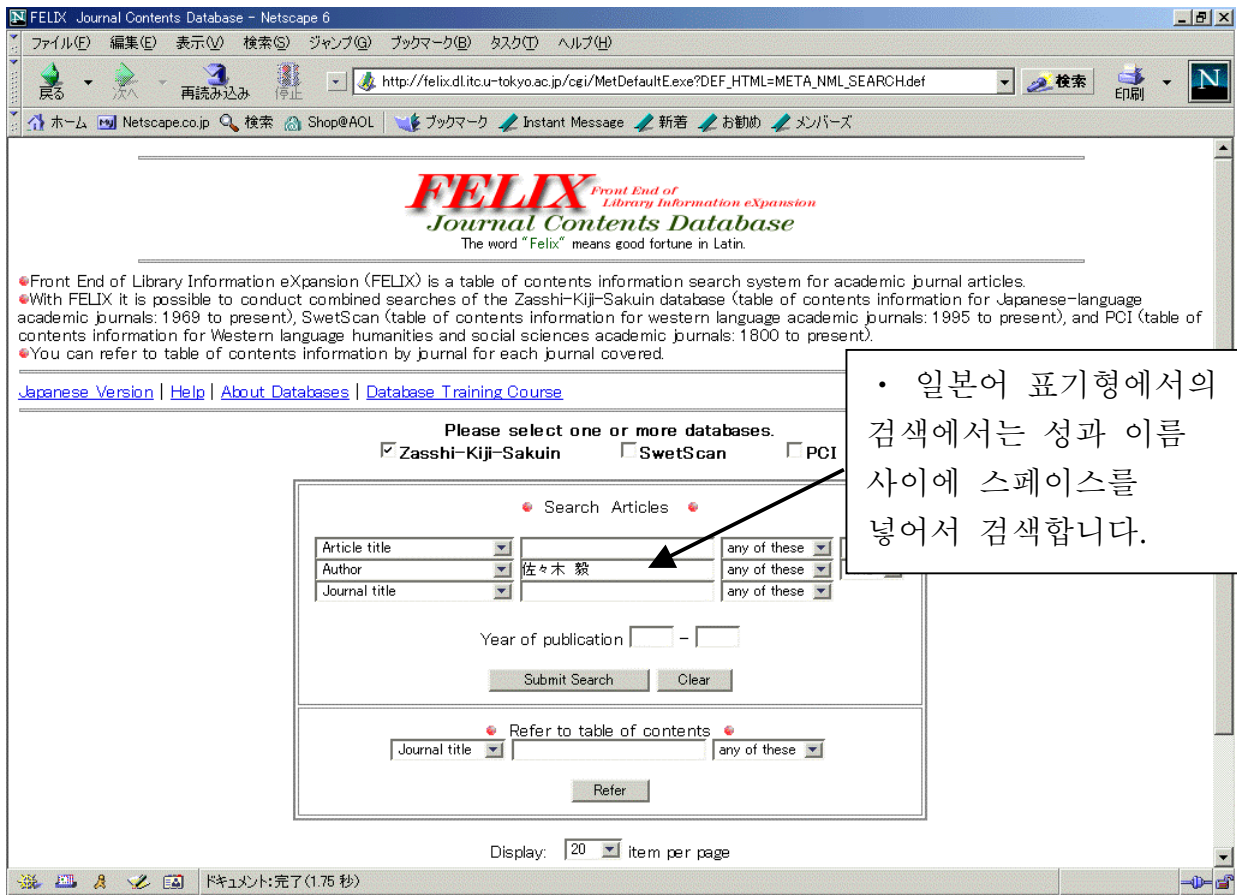 FELIX Journal Contents Database - Netscape 6
ファイル(F) 編集(E) 表示(V) 検索(S) ジャンプ(G) ブックマーク(B) タスク(T) ヘルプ(H)
戻る 次へ 再読み込み 停止 http://felix.dl.itc.u-tokyo.ac.jp/cgi/MetDefaultE.exe?DEF_HTML=META_NML_SEARCH.def 検索 印刷 N
ホーム Netscape.co.jp 検索 Shop@AOL ブックマーク Instant Message 新着 お勧め メンバーズ
FELIX Front End of
Library Information eXpansion
Journal Contents Database
The word "Felix" means good fortune in Latin.
Front End of Library Information eXpansion (FELIX) is a table of contents information search system for academic journal articles.
With FELIX it is possible to conduct combined searches of the Zasshi-Kiji-Sakuin database (table of contents information for Japanese-language
academic journals: 1969 to present), SwetScan (table of contents information for western language academic journals: 1995 to present), and PCI (table of
contents information for Western language humanities and social sciences academic journals: 1800 to present).
You can refer to table of contents information by journal for each journal covered.
Japanese Version | Help | About Databases | Database Training Course
・ 일본어 표기형에서의
검색에서는 성과 이름
사이에 스페이스를
넣어서 검색합니다.
Please select one or more databases.
Zasshi-Kiji-Sakuin SwetScan PCI
Search Articles
Article title any of these
Author 佐々木 毅 any of these
Journal title any of these
Year of publication -
Submit Search Clear
Refer to table of contents
Journal title any of these
Refer
Display: 20 item per page
ドキュメント:完了(1.75 秒)